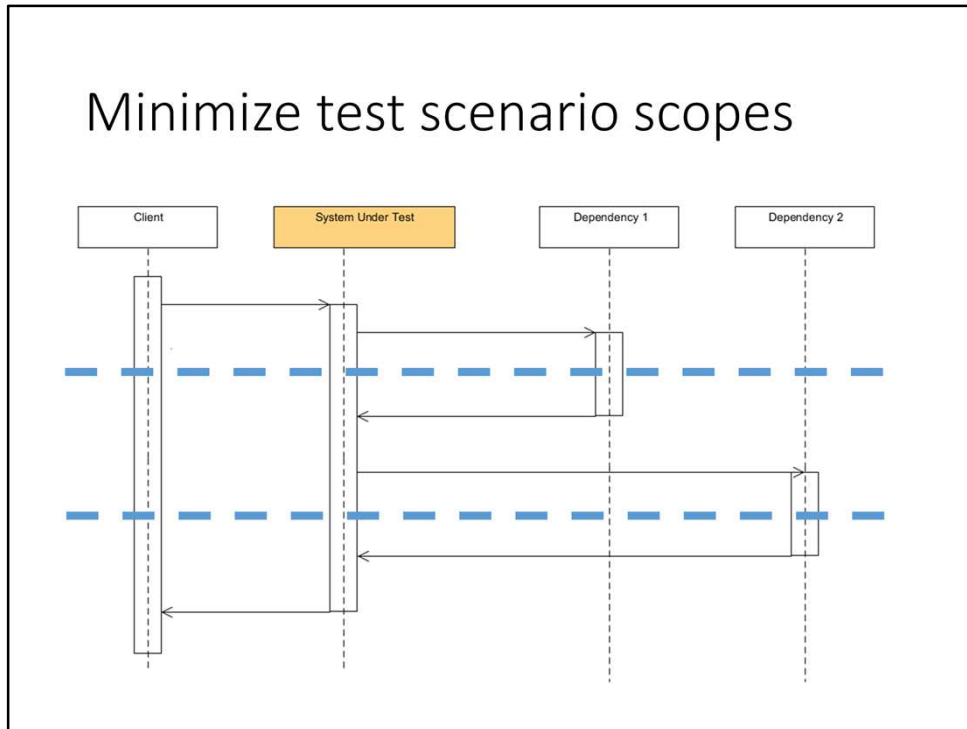 Minimize test scenario scopes
Client
System Under Test
Dependency 1
Dependency 2